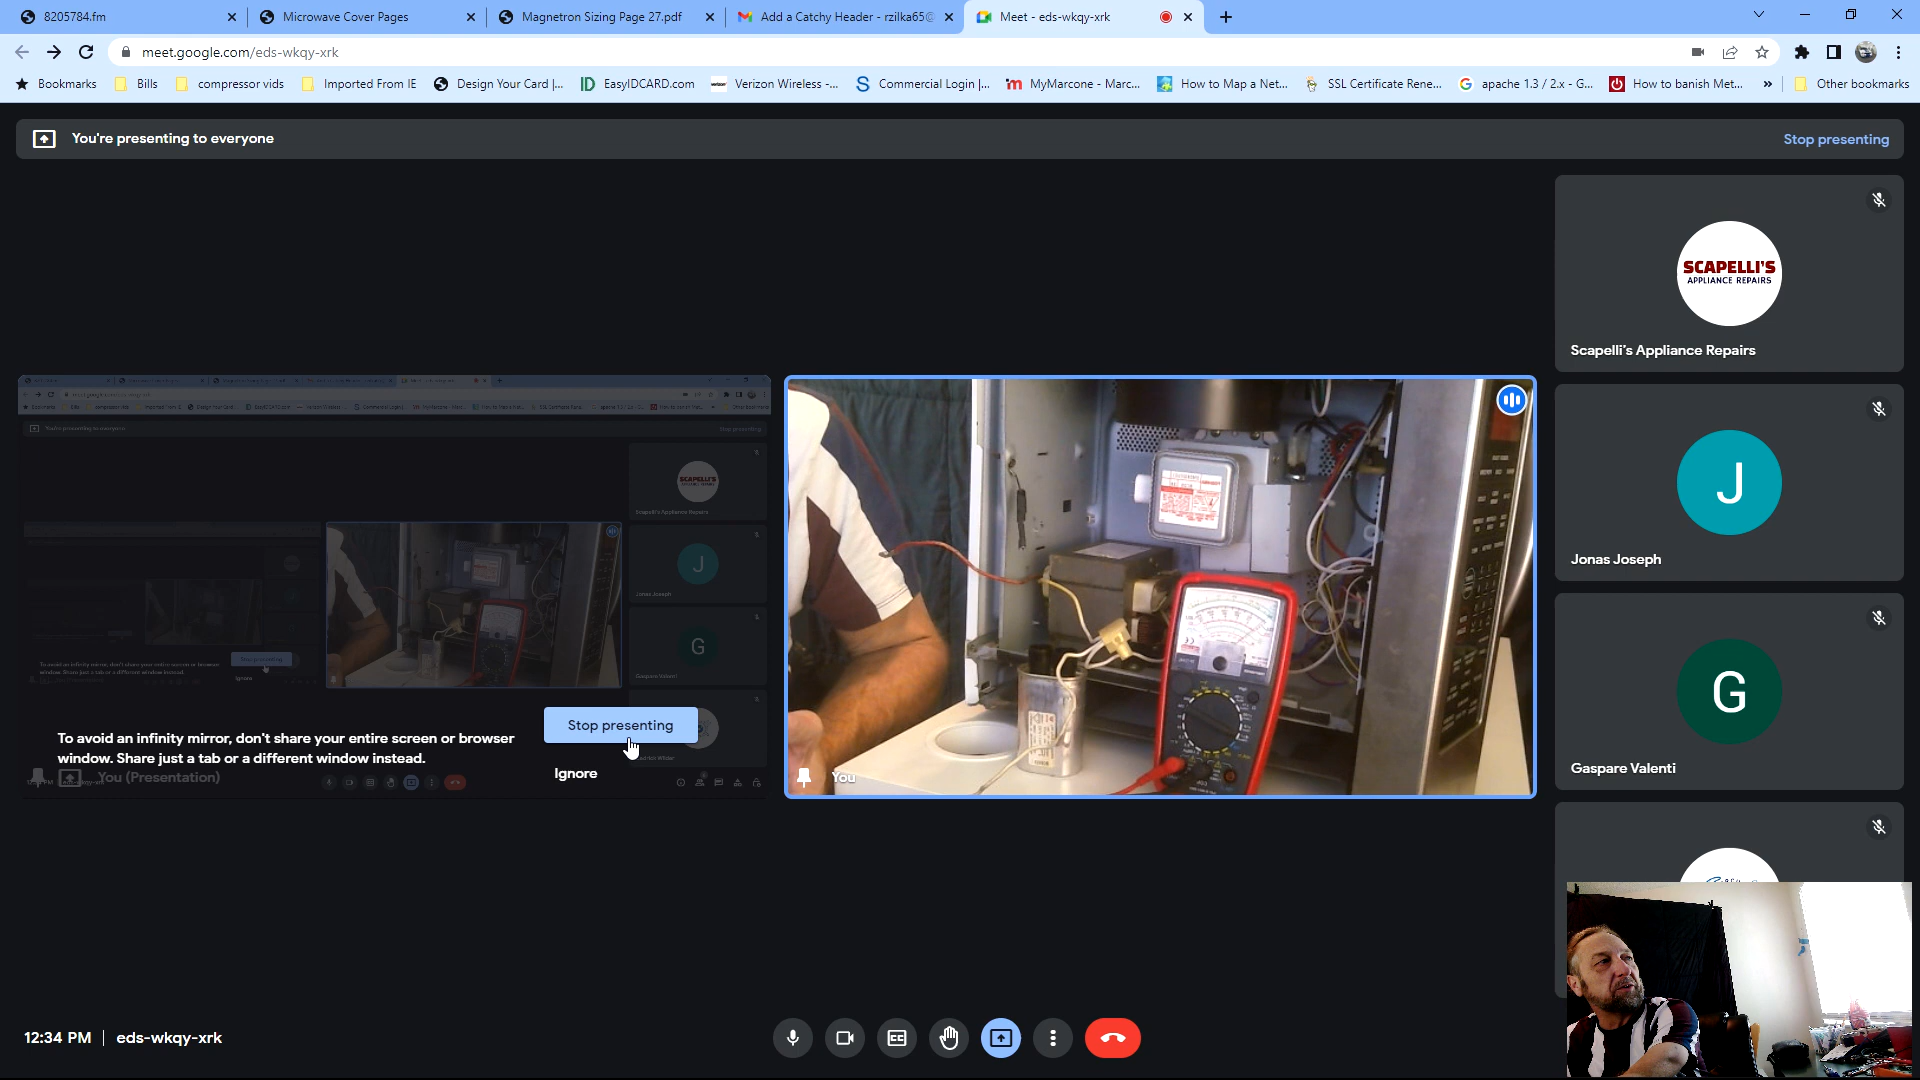 8205784.fm
Microwave Cover Pages
Magnetron Sizing Page 27.pdf
Add a Catchy Header - rzilka65@
Meet - eds-wkqy-xrk
meet.google.com/eds-wkqy-xrk
Bookmarks
Bills
compressor vids
Imported From IE
Design Your Card |...
EasyIDCARD.com
Verizon Wireless -...
Commercial Login |...
MyMarcone - Marc...
How to Map a Net...
SSL Certificate Rene...
apache 1.3 / 2.x - G...
How to banish Met...
»
Other bookmarks
You're presenting to everyone
Stop presenting
SCAPELLI'S
APPLIANCE REPAIRS
Scapelli's Appliance Repairs
J
Jonas Joseph
G
Gaspare Valenti
To avoid an infinity mirror, don't share your entire screen or browser
window. Share just a tab or a different window instead.
Stop presenting
Ignore
You (Presentation)
You
12:34 PM | eds-wkqy-xrk